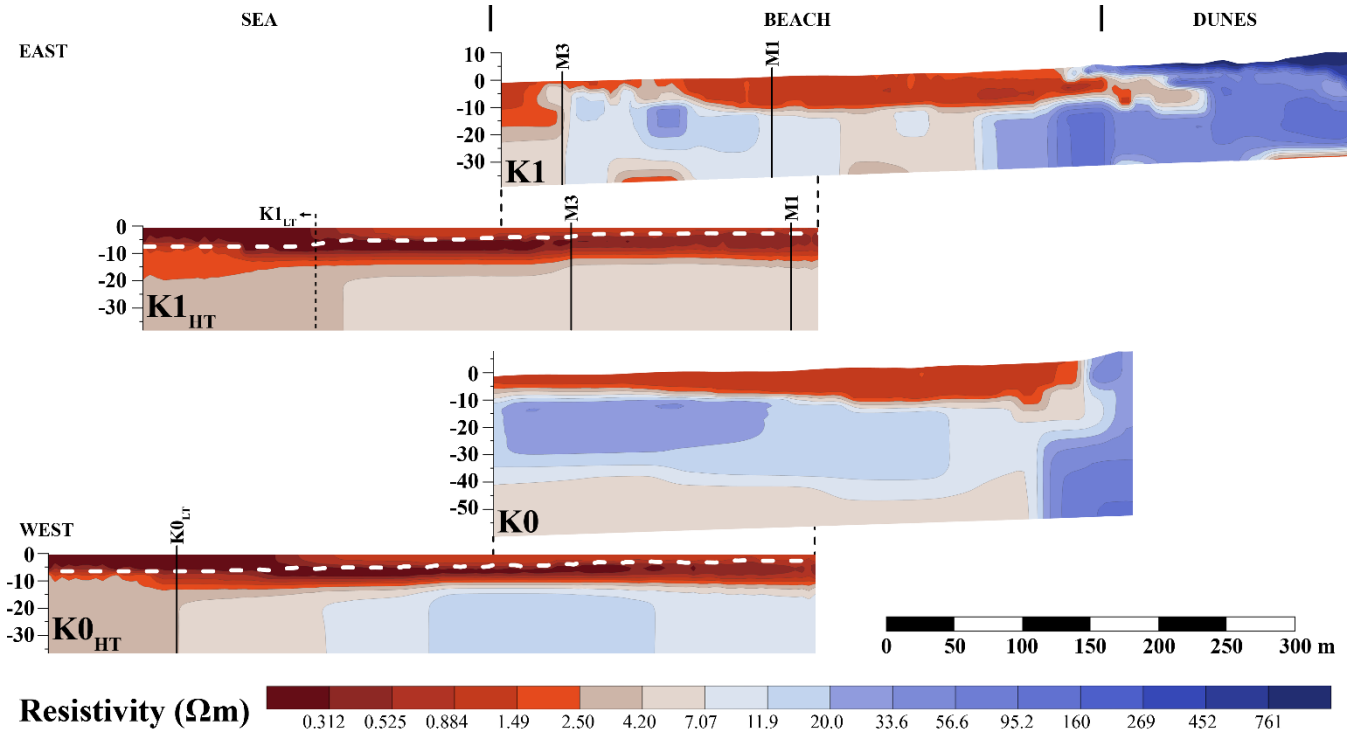 SEA BEACH DUNES
EAST
10
0
-10
-20
-30
M3
M1
K1
K1LT
M3
M1
0
-10
-20
-30
K1HT
0
-10
-20
-30
-40
-50
K0
WEST
K0LT
0
-10
-20
-30
K0HT
0 50 100 150 200 250 300 m
Resistivity (Ωm)
0.312 0.525 0.884 1.49 2.50 4.20 7.07 11.9 20.0 33.6 56.6 95.2 160 269 452 761